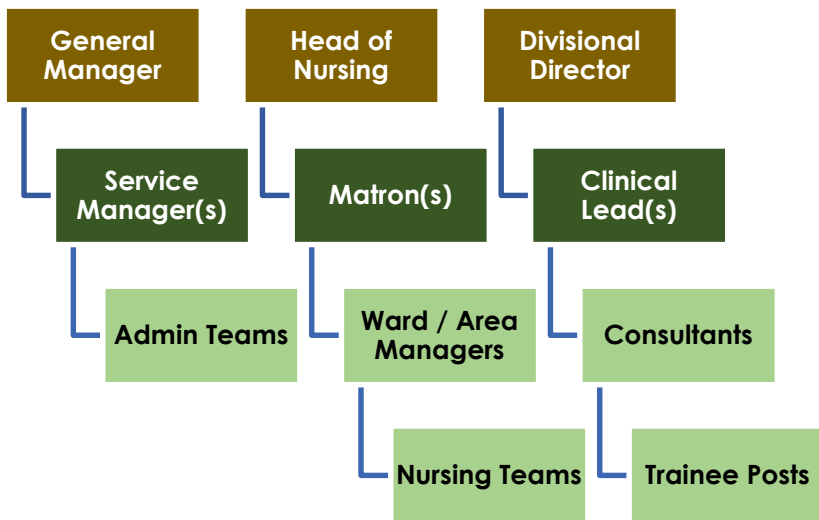 General
Manager
Head of
Nursing
Divisional
Director
Service
Manager(s)
Matron(s)
Clinical
Lead(s)
Admin Teams
Ward / Area
Managers
Consultants
Nursing Teams
Trainee Posts